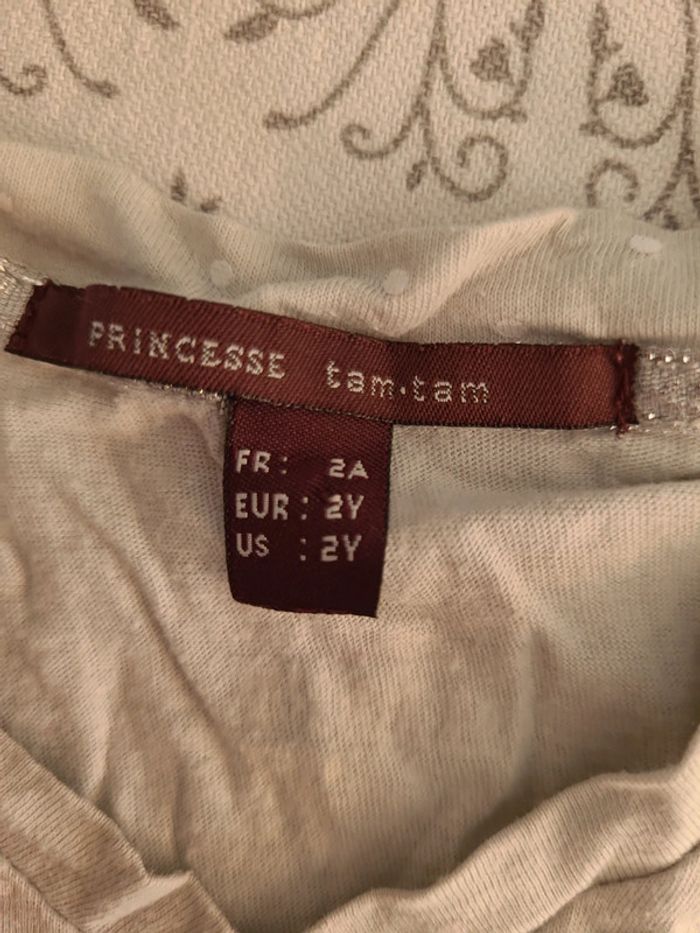 PRINCESSE tam.tam
FR : 2A
EUR : 2Y
US : 2Y